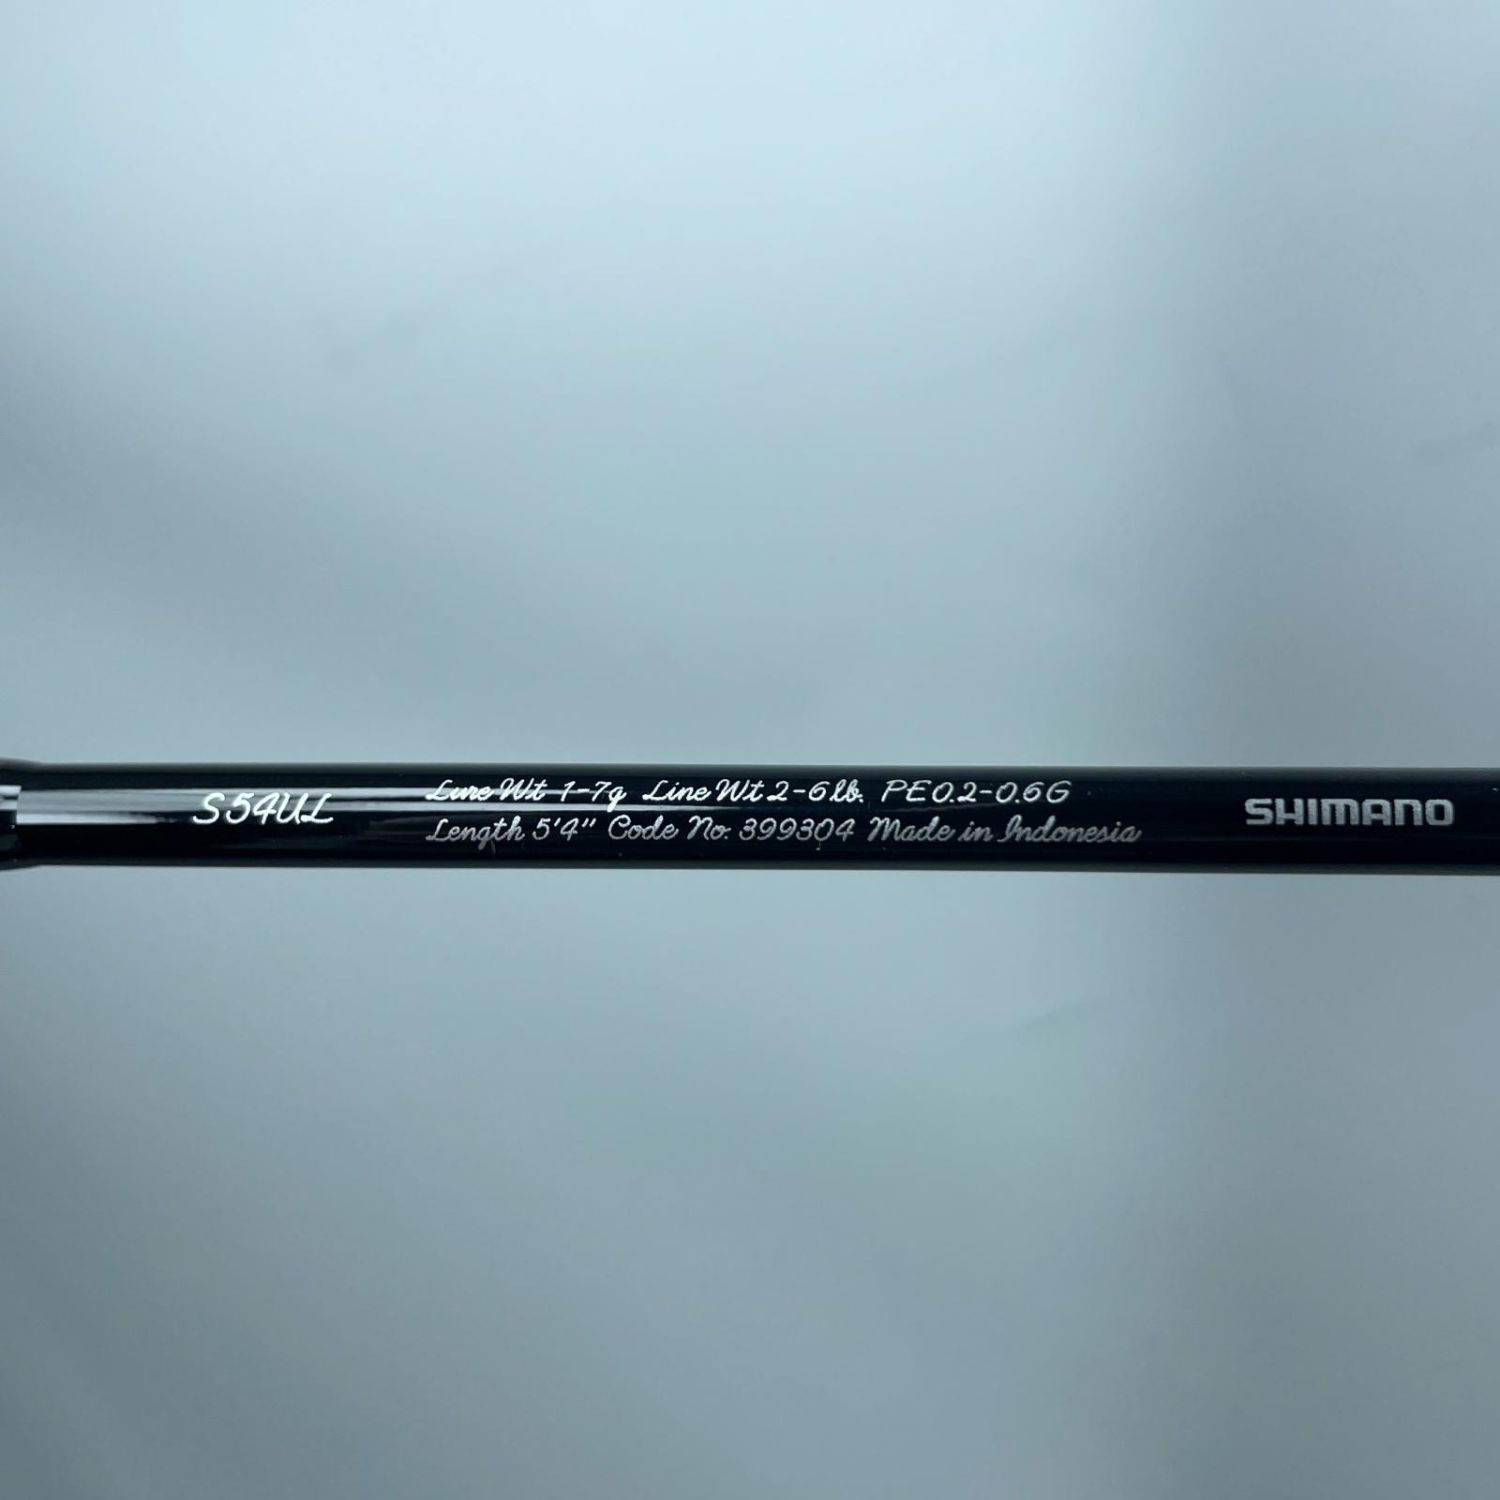 S54UL
Lure Wt 1-7g Line Wt 2-6lb. PE0.2-0.6G
Length 5'4" Code No. 399304 Made in Indonesia
SHIMANO